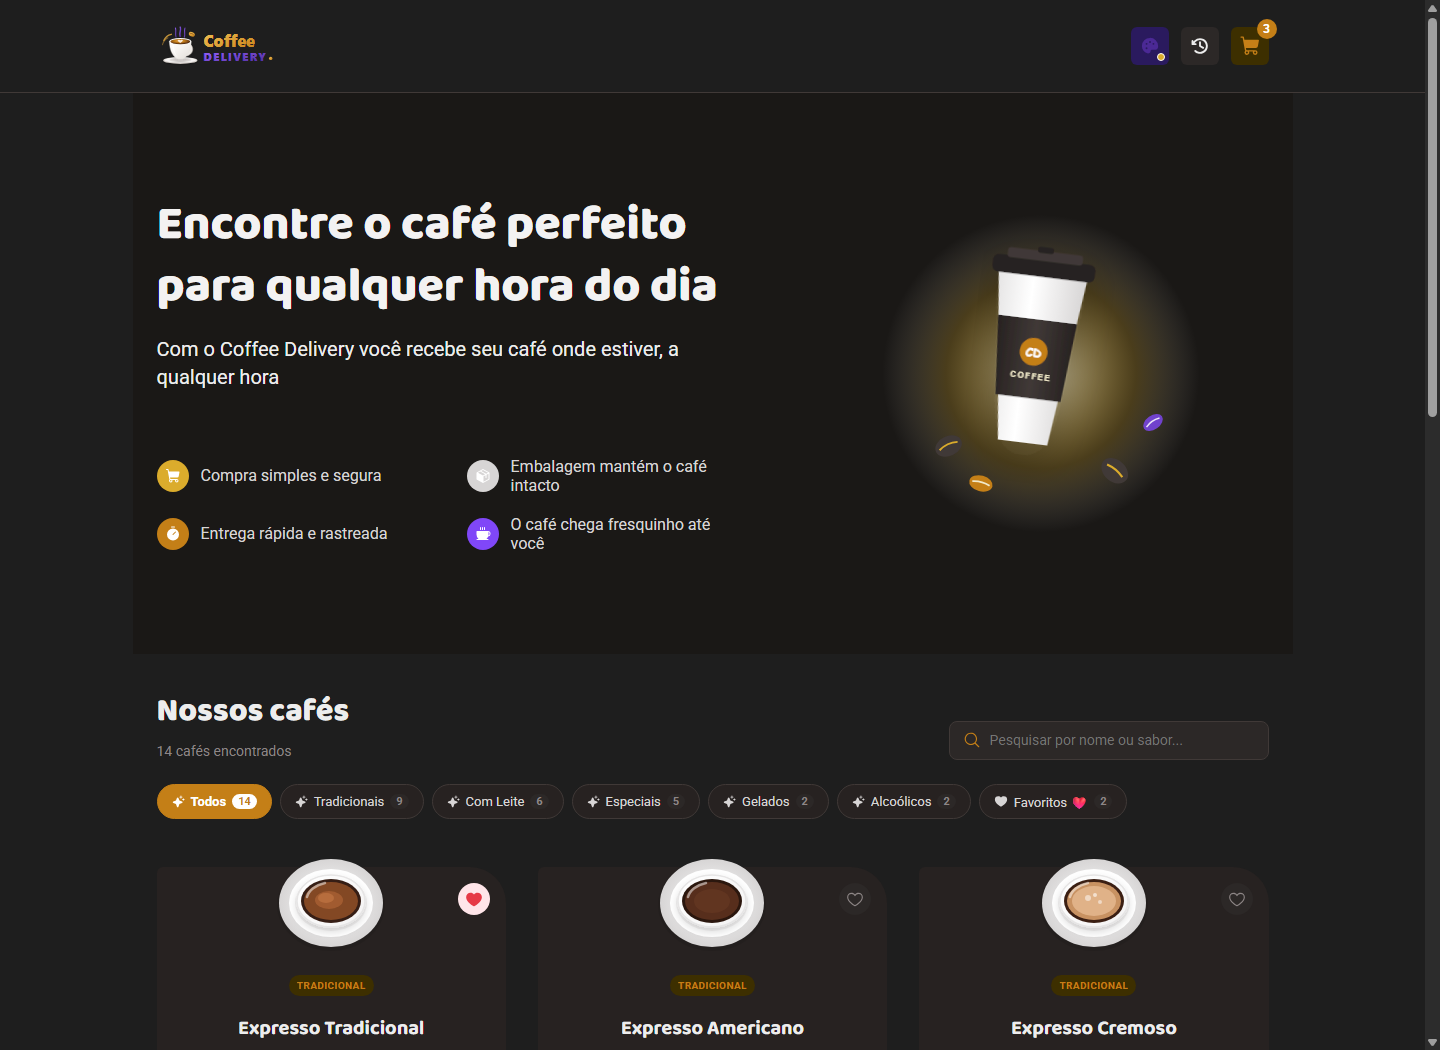 Coffee
DELIVERY
3
Encontre o café perfeito
para qualquer hora do dia
Com o Coffee Delivery você recebe seu café onde estiver, a
qualquer hora
Compra simples e segura
Embalagem mantém o café
intacto
Entrega rápida e rastreada
O café chega fresquinho até
você
CD
COFFEE
Nossos cafés
14 cafés encontrados
Pesquisar por nome ou sabor...
Todos 14
Tradicionais 9
Com Leite 6
Especiais 5
Gelados 2
Alcoólicos 2
Favoritos 2
TRADICIONAL
Expresso Tradicional
TRADICIONAL
Expresso Americano
TRADICIONAL
Expresso Cremoso